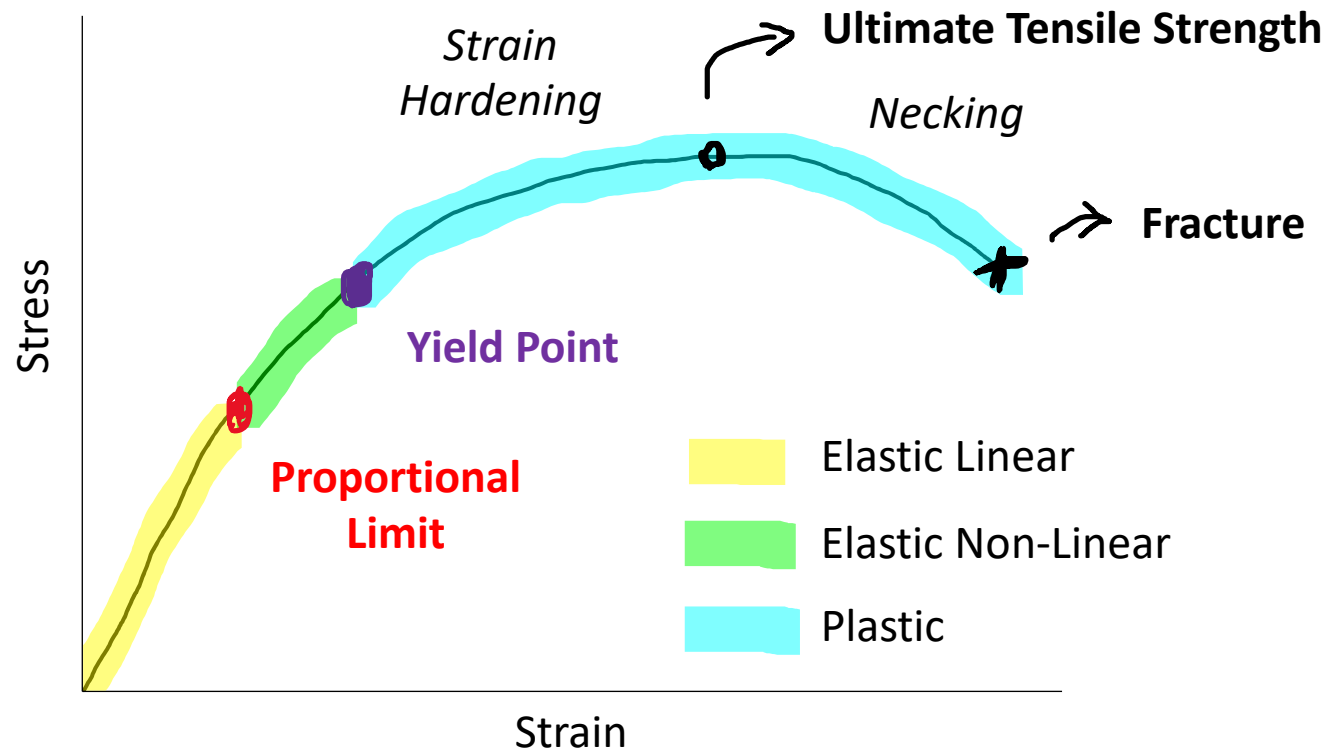 Ultimate Tensile Strength
Strain
Hardening
Necking
Fracture
Stress
Yield Point
Proportional
Limit
Elastic Linear
Elastic Non-Linear
Plastic
Strain